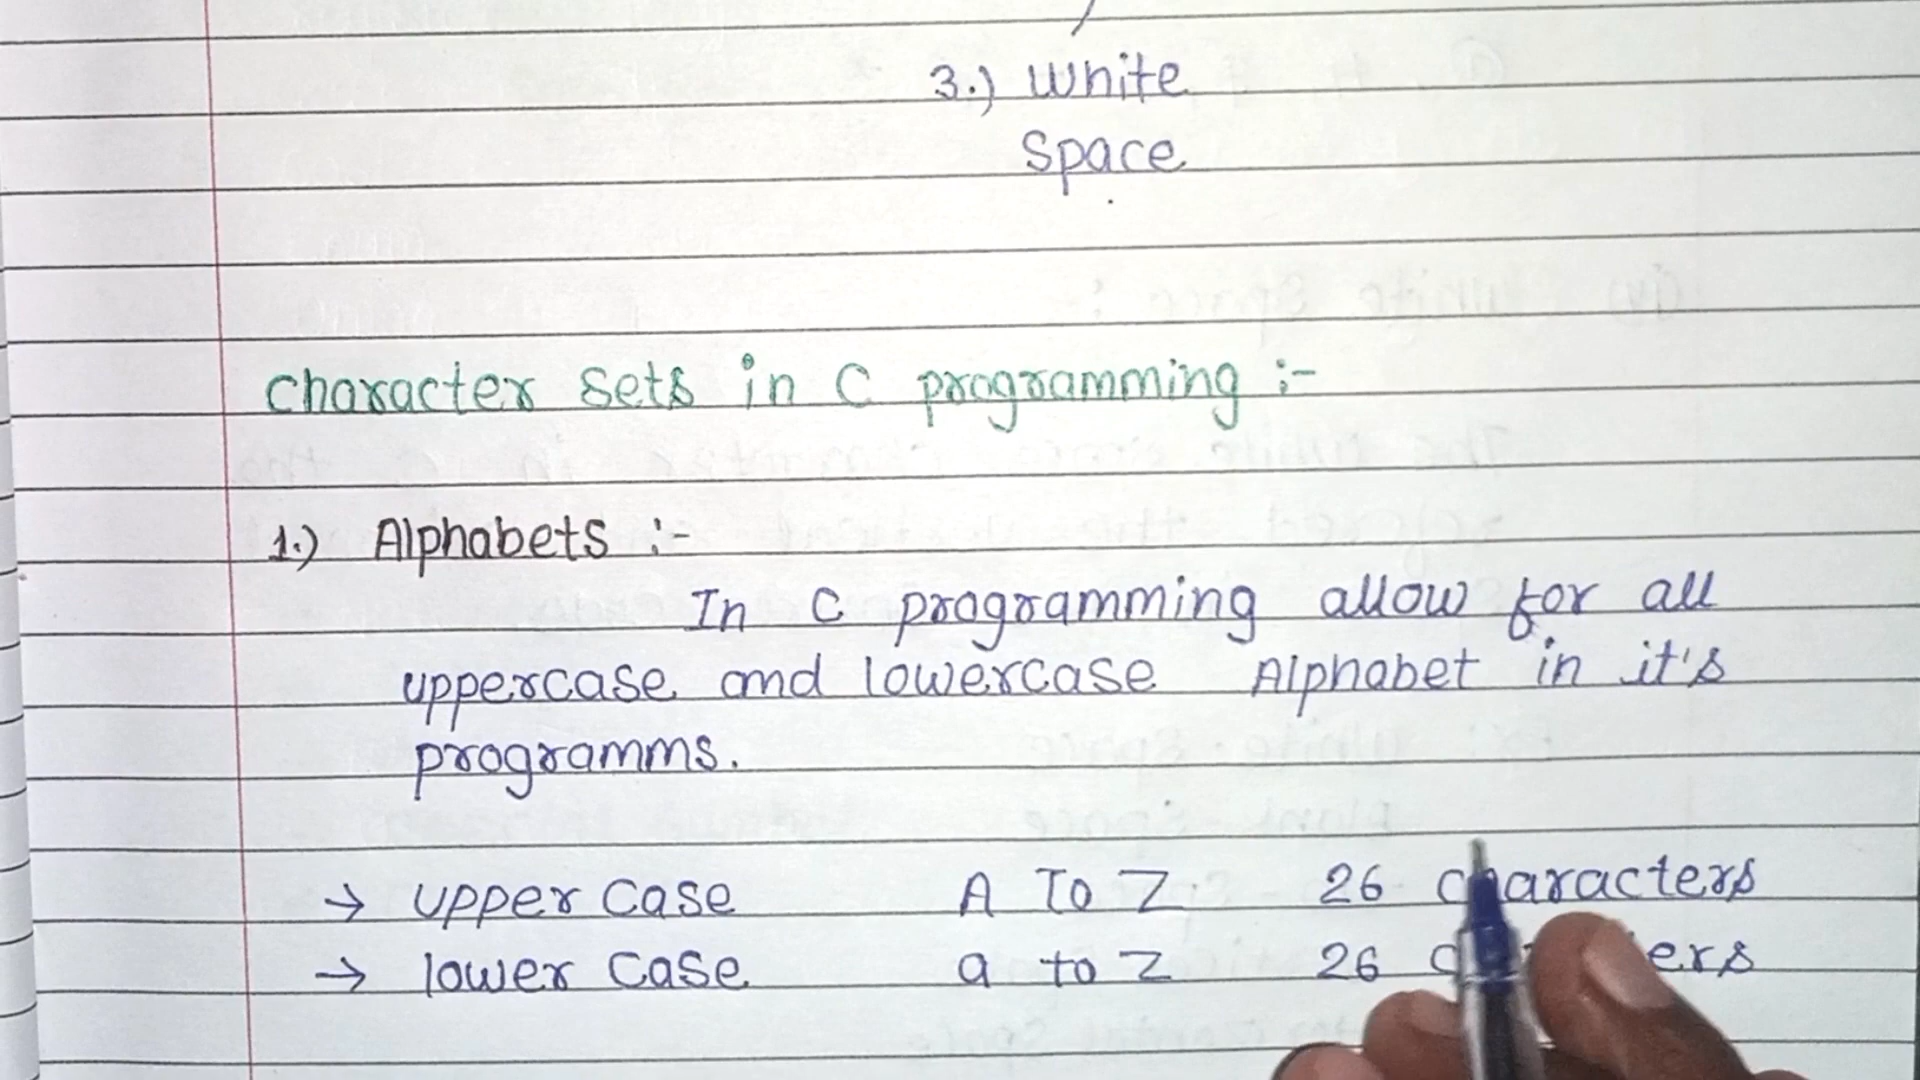 3.) White
Space
Character Sets in C programming :-
1.) Alphabets :-
In C programming allow for all
uppercase and lowercase Alphabet in it's
programms.
→ UPPer Case A To Z 26 characters
→ lower Case a to z 26